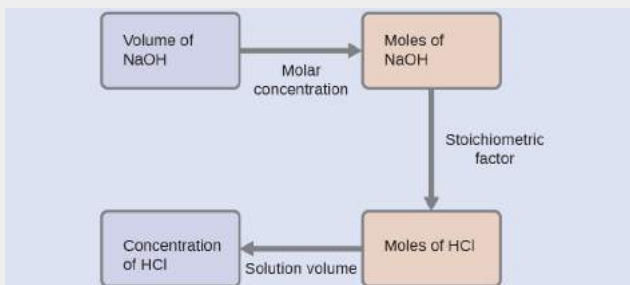 Volume of
NaOH
Molar
concentration
Moles of
NaOH
Stoichiometric
factor
Moles of HCl
Solution volume
Concentration
of HCl